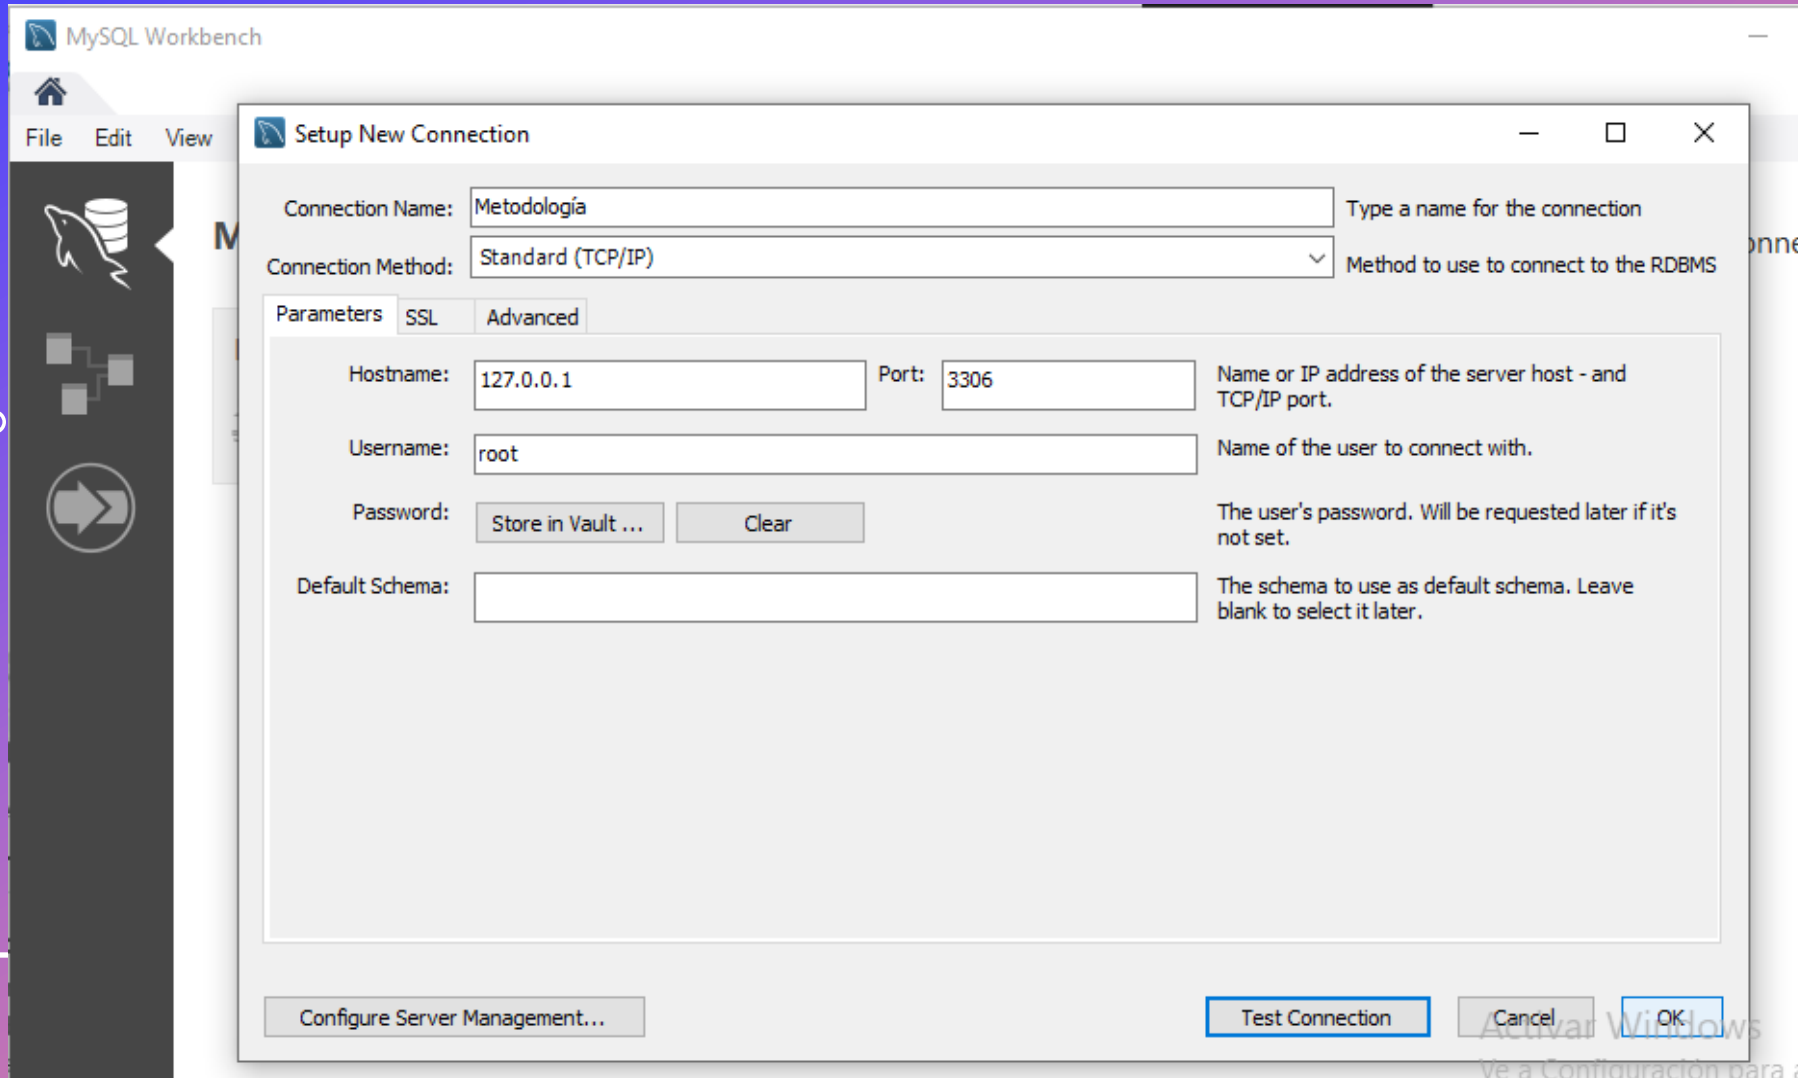 MySQL Workbench
File Edit View
Setup New Connection
Connection Name: Metodología Type a name for the connection
Connection Method: Standard (TCP/IP) Method to use to connect to the RDBMS
Parameters SSL Advanced
Hostname: 127.0.0.1 Port: 3306 Name or IP address of the server host - and
TCP/IP port.
Username: root Name of the user to connect with.
Password: Store in Vault ... Clear The user's password. Will be requested later if it's
not set.
Default Schema: The schema to use as default schema. Leave
blank to select it later.
Configure Server Management... Test Connection Cancel OK
Activar Windows
Ve a Configuración para